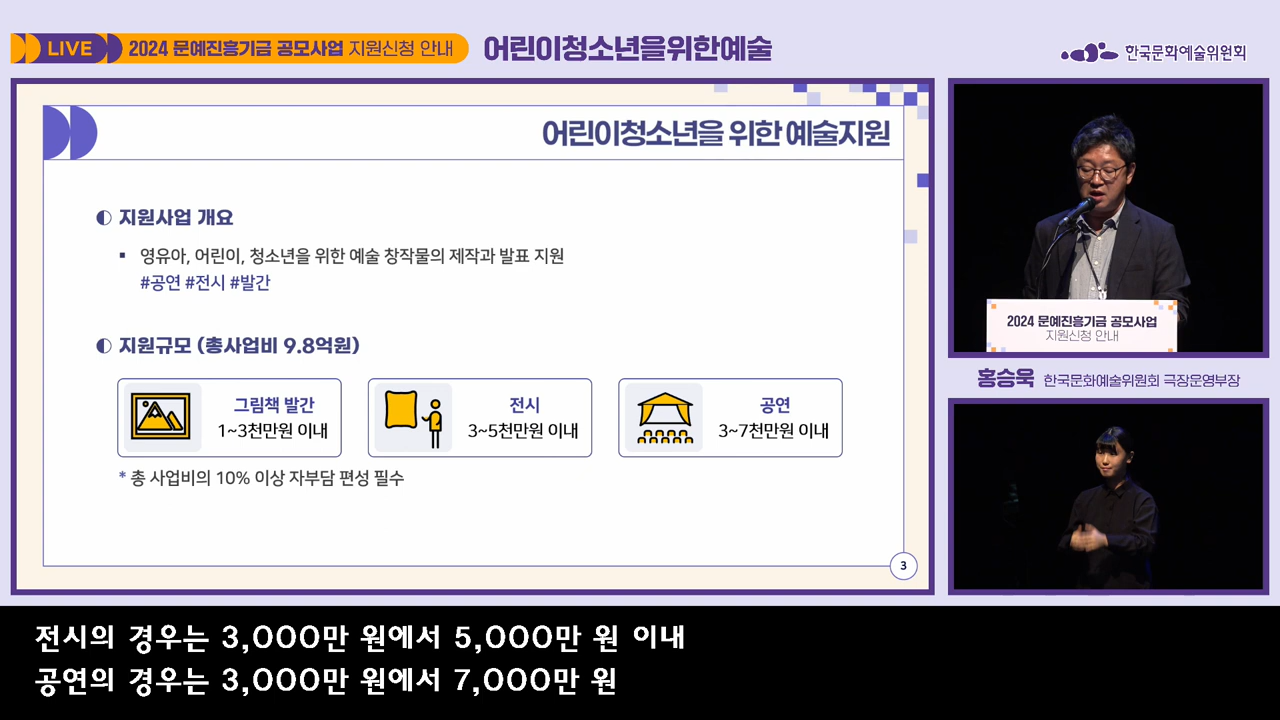 LIVE 2024 문예진흥기금 공모사업 지원신청 안내 어린이청소년을위한예술
한국문화예술위원회
어린이청소년을 위한 예술지원
지원사업 개요
영유아, 어린이, 청소년을 위한 예술 창작물의 제작과 발표 지원
#공연 #전시 #발간
지원규모 (총사업비 9.8억원)
그림책 발간
1~3천만원 이내
전시
3~5천만원 이내
공연
3~7천만원 이내
* 총 사업비의 10% 이상 자부담 편성 필수
3
2024 문예진흥기금 공모사업
지원신청 안내
홍승욱 한국문화예술위원회 극장운영부장
전시의 경우는 3,000만 원에서 5,000만 원 이내
공연의 경우는 3,000만 원에서 7,000만 원